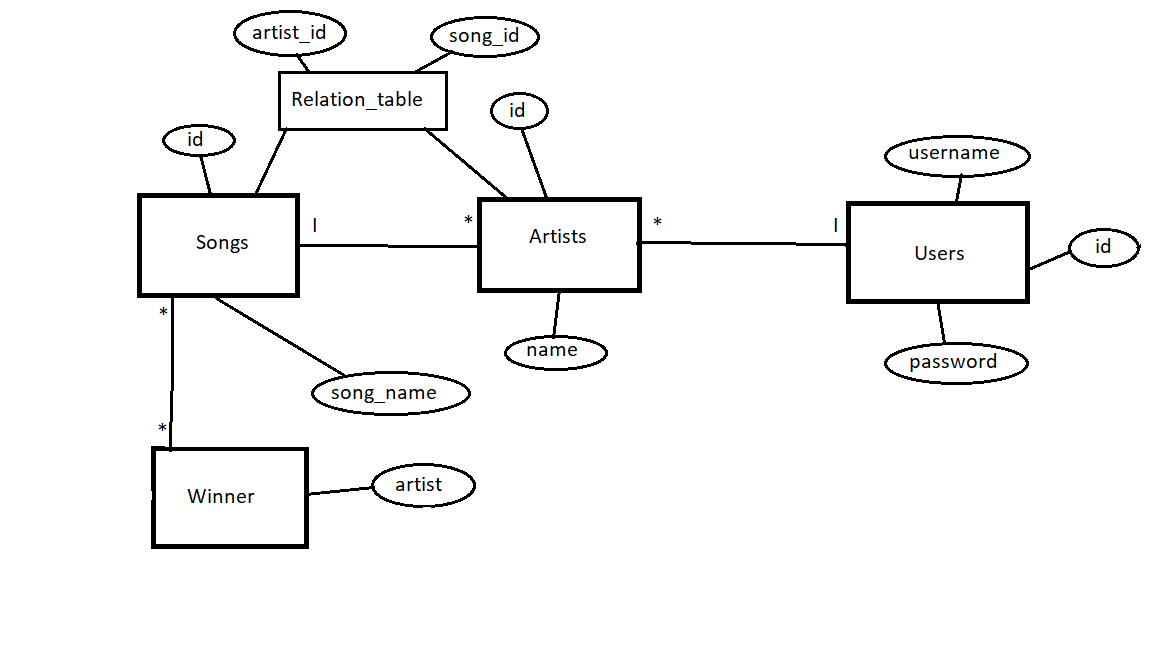 artist_id
song_id
Relation_table
id
id
username
Songs
I
*
Artists
*
I
Users
id
*
name
password
song_name
*
Winner
artist